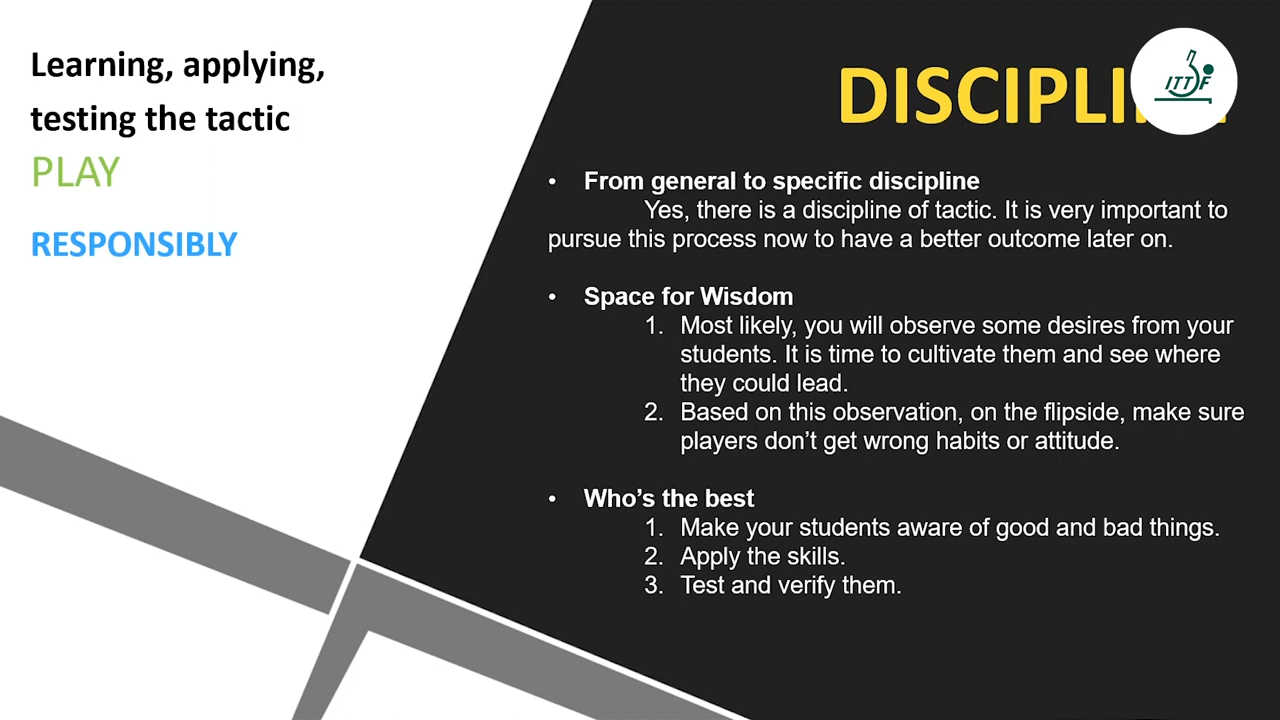 Learning, applying,
testing the tactic
PLAY
RESPONSIBLY
ITTF
• From general to specific discipline
Yes, there is a discipline of tactic. It is very important to
pursue this process now to have a better outcome later on.
• Space for Wisdom
1. Most likely, you will observe some desires from your
students. It is time to cultivate them and see where
they could lead.
2. Based on this observation, on the flipside, make sure
players don’t get wrong habits or attitude.
• Who’s the best
1. Make your students aware of good and bad things.
2. Apply the skills.
3. Test and verify them.